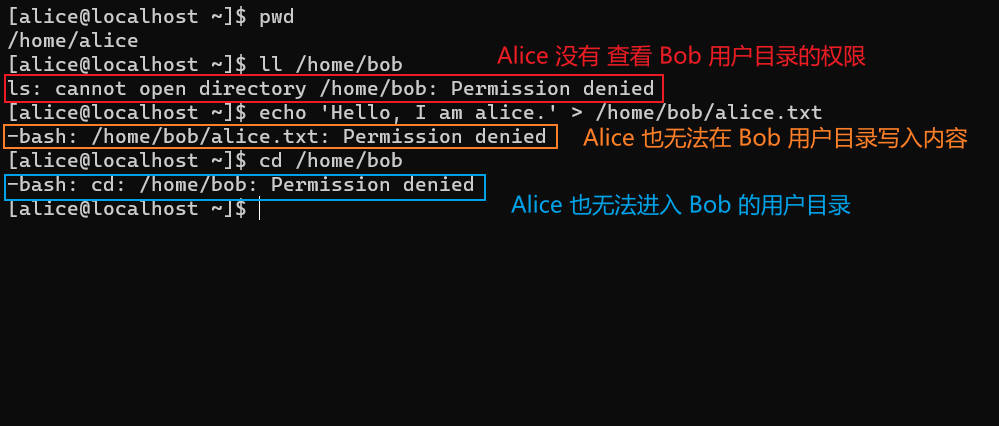 [alice@localhost ~]$ pwd
/home/alice
[alice@localhost ~]$ ll /home/bob
Alice 没有 查看 Bob 用户目录的权限
ls: cannot open directory /home/bob: Permission denied
[alice@localhost ~]$ echo 'Hello, I am alice.' > /home/bob/alice.txt
-bash: /home/bob/alice.txt: Permission denied
Alice 也无法在 Bob 用户目录写入内容
[alice@localhost ~]$ cd /home/bob
-bash: cd: /home/bob: Permission denied
Alice 也无法进入 Bob 的用户目录
[alice@localhost ~]$